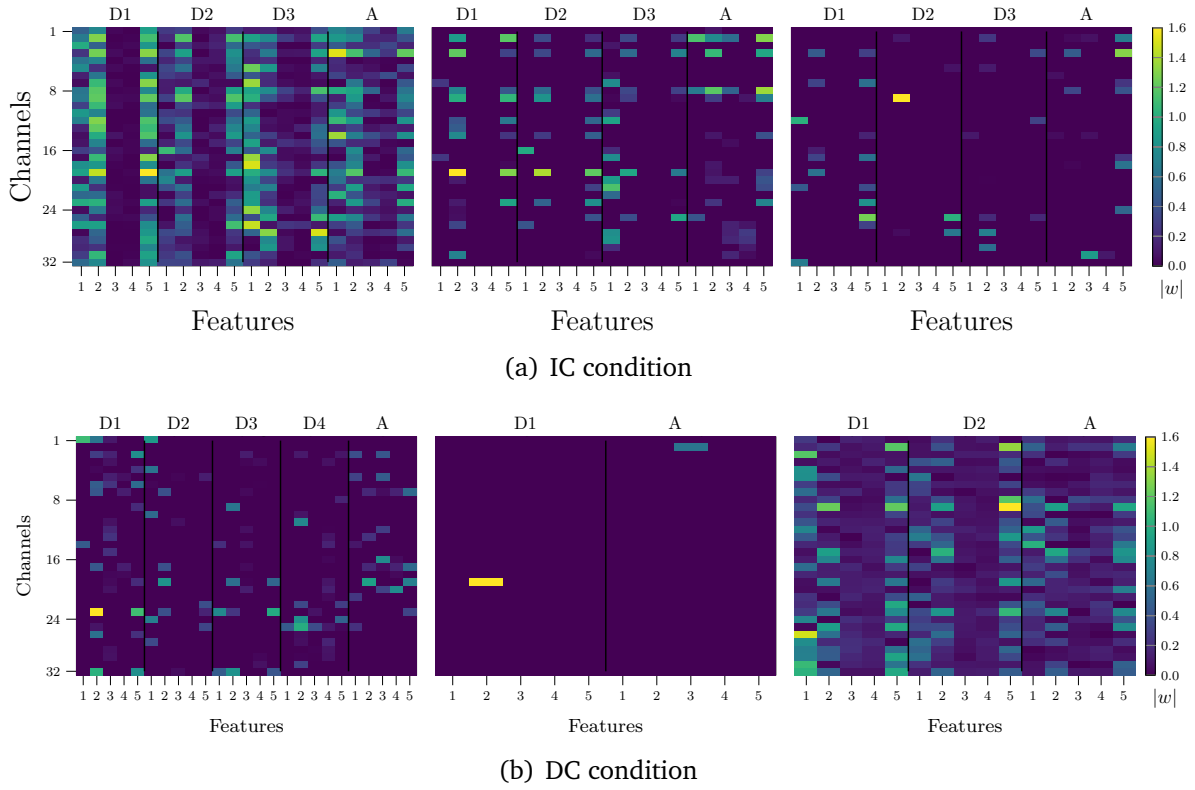 D1 D2 D3 A D1 D2 D3 A D1 D2 D3 A
1 8 16 24 32
Channels
1.6 1.4 1.2 1.0 0.8 0.6 0.4 0.2 0.0
1 2 3 4 5 1 2 3 4 5 1 2 3 4 5 1 2 3 4 5 1 2 3 4 5 1 2 3 4 5 1 2 3 4 5 1 2 3 4 5 1 2 3 4 5 1 2 3 4 5 1 2 3 4 5 1 2 3 4 5
|w|
Features Features Features
(a) IC condition
D1 D2 D3 D4 A D1 A D1 D2 A
1 8 16 24 32
Channels
1.6 1.4 1.2 1.0 0.8 0.6 0.4 0.2 0.0
1 2 3 4 5 1 2 3 4 5 1 2 3 4 5 1 2 3 4 5 1 2 3 4 5 1 2 3 4 5 1 2 3 4 5 1 2 3 4 5 1 2 3 4 5 1 2 3 4 5
|w|
Features Features Features
(b) DC condition